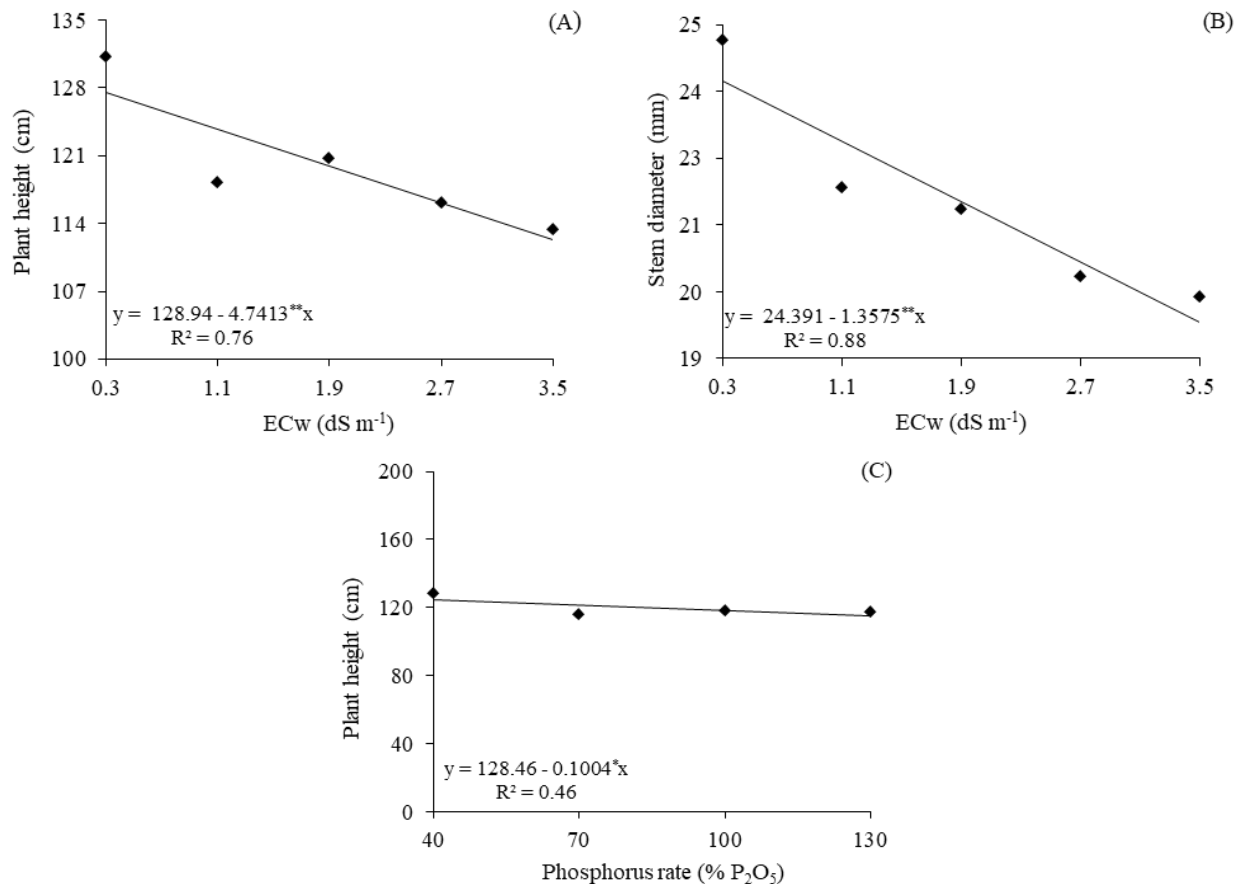 (A)
135
128
121
114
107
100
Plant height (cm)
y = 128.94 - 4.7413**x
R² = 0.76
0.3 1.1 1.9 2.7 3.5
ECw (dS m⁻¹)
(B)
25
24
23
21
20
19
Stem diameter (mm)
y = 24.391 - 1.3575**x
R² = 0.88
0.3 1.1 1.9 2.7 3.5
ECw (dS m⁻¹)
(C)
200
160
120
80
40
0
Plant height (cm)
y = 128.46 - 0.1004*x
R² = 0.46
40 70 100 130
Phosphorus rate (% P₂O₅)